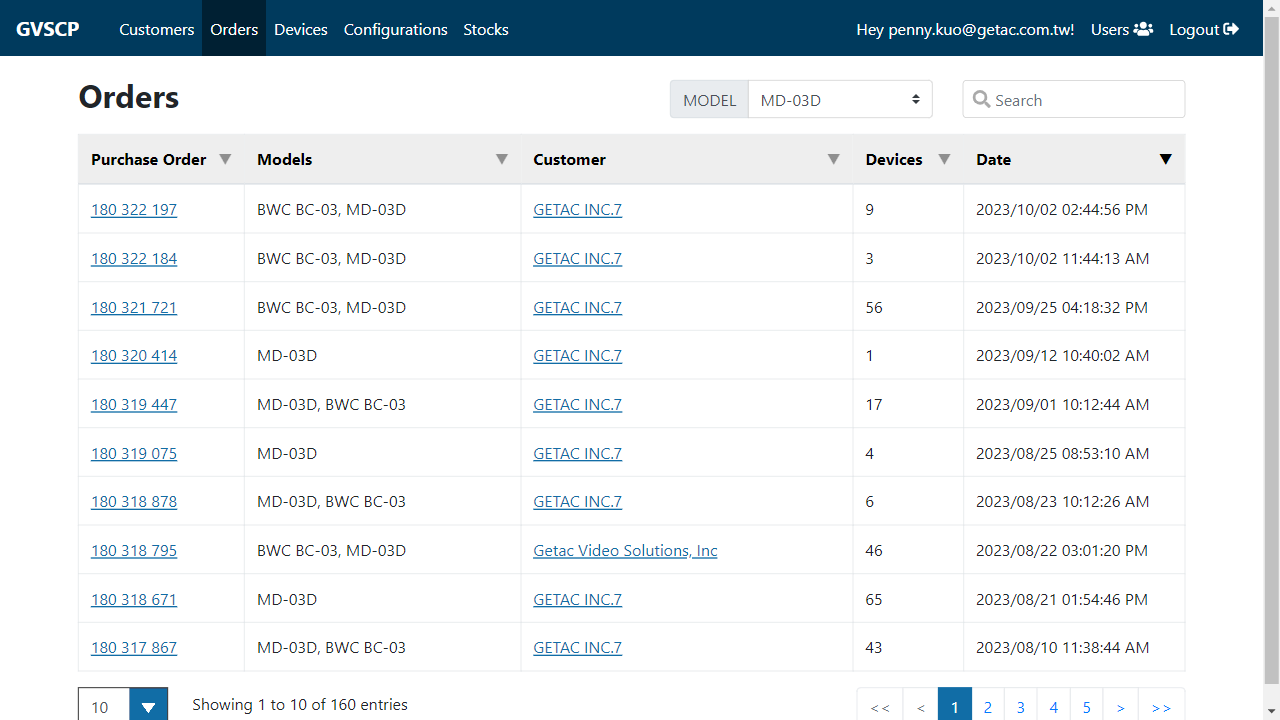 GVSCP Customers Orders Devices Configurations Stocks Hey penny.kuo@getac.com.tw! Users Logout
Orders MODEL MD-03D Search
Purchase Order Models Customer Devices Date
180 322 197 BWC BC-03, MD-03D GETAC INC.7 9 2023/10/02 02:44:56 PM
180 322 184 BWC BC-03, MD-03D GETAC INC.7 3 2023/10/02 11:44:13 AM
180 321 721 BWC BC-03, MD-03D GETAC INC.7 56 2023/09/25 04:18:32 PM
180 320 414 MD-03D GETAC INC.7 1 2023/09/12 10:40:02 AM
180 319 447 MD-03D, BWC BC-03 GETAC INC.7 17 2023/09/01 10:12:44 AM
180 319 075 MD-03D GETAC INC.7 4 2023/08/25 08:53:10 AM
180 318 878 MD-03D, BWC BC-03 GETAC INC.7 6 2023/08/23 10:12:26 AM
180 318 795 BWC BC-03, MD-03D Getac Video Solutions, Inc 46 2023/08/22 03:01:20 PM
180 318 671 MD-03D GETAC INC.7 65 2023/08/21 01:54:46 PM
180 317 867 MD-03D, BWC BC-03 GETAC INC.7 43 2023/08/10 11:38:44 AM
10 Showing 1 to 10 of 160 entries << < 1 2 3 4 5 > >>